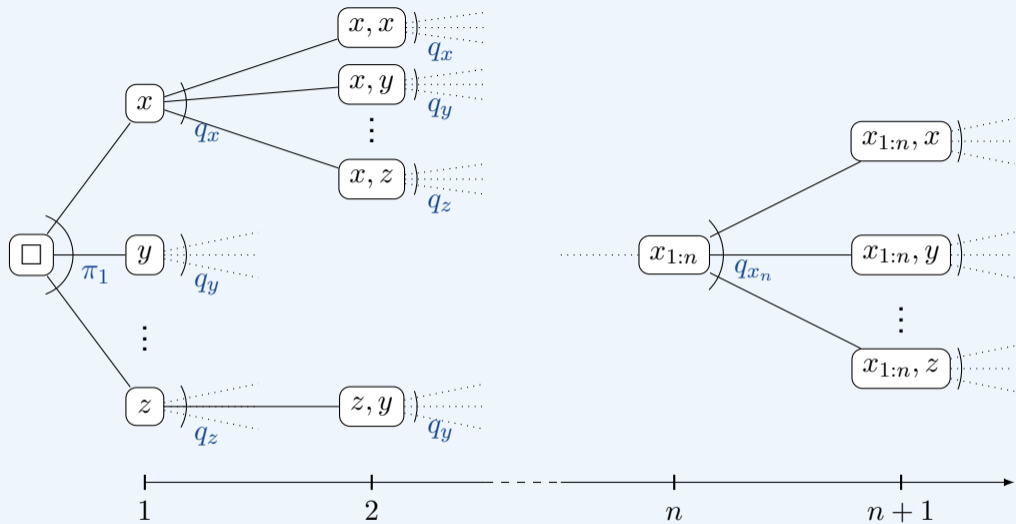 x, x
q_x
x, y
x
q_x
q_y
⋮
x, z
x_{1:n}, x
q_z
□
π_1
y
q_y
x_{1:n}
q_{x_n}
x_{1:n}, y
⋮
⋮
x_{1:n}, z
z
q_z
z, y
q_y
1
2
n
n + 1